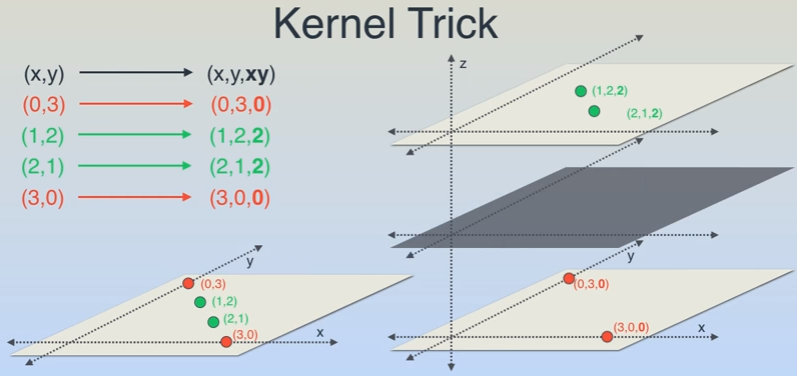 Kernel Trick
(x,y) (x,y,xy)
(0,3) (0,3,0)
(1,2) (1,2,2)
(2,1) (2,1,2)
(3,0) (3,0,0)
y
(0,3)
(1,2)
(2,1)
(3,0)
x
z
(1,2,2)
(2,1,2)
y
(0,3,0)
(3,0,0)
x